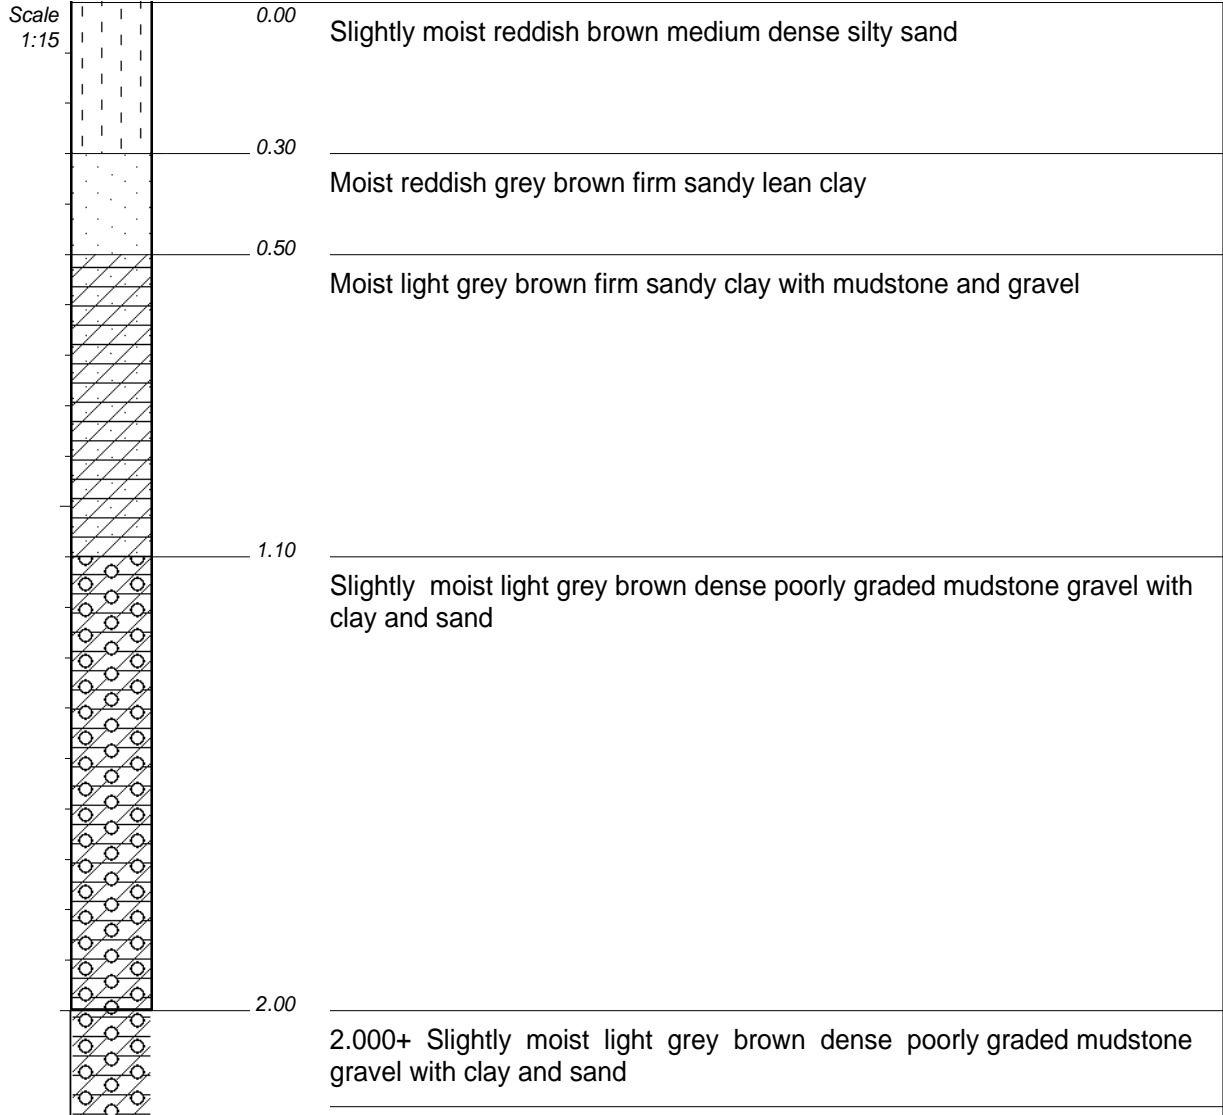 Scale
1:15
0.00
Slightly moist reddish brown medium dense silty sand
0.30
Moist reddish grey brown firm sandy lean clay
0.50
Moist light grey brown firm sandy clay with mudstone and gravel
1.10
Slightly moist light grey brown dense poorly graded mudstone gravel with
clay and sand
2.00
2.000+ Slightly moist light grey brown dense poorly graded mudstone
gravel with clay and sand